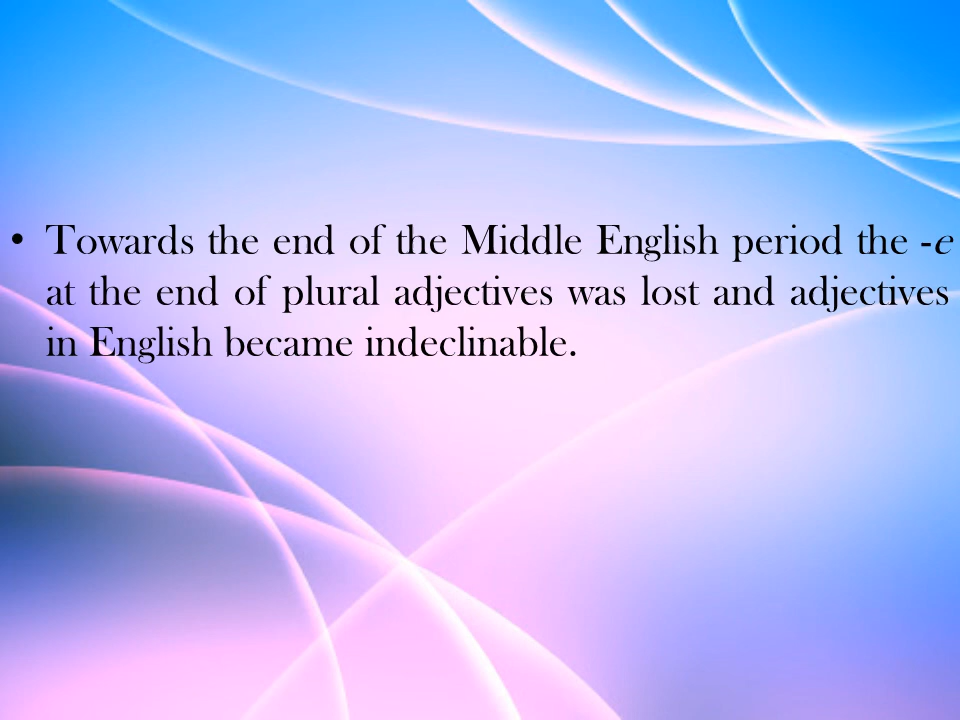 • Towards the end of the Middle English period the -e
at the end of plural adjectives was lost and adjectives
in English became indeclinable.